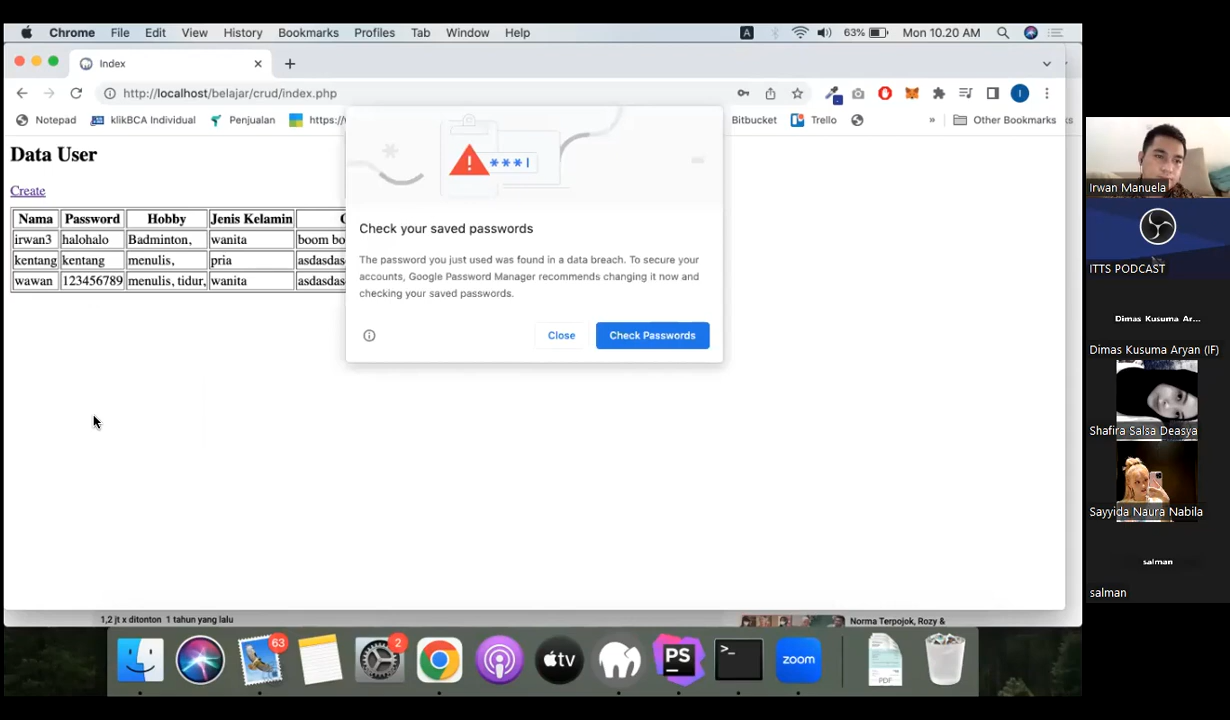 Chrome File Edit View History Bookmarks Profiles Tab Window Help A 63% Mon 10.20 AM
Index
http://localhost/belajar/crud/index.php
Notepad klikBCA Individual Penjualan https:// Bitbucket Trello » Other Bookmarks
Data User
Create
Nama Password Hobby Jenis Kelamin
irwan3 halohalo Badminton, wanita boom bo
kentang kentang menulis, pria asdasdas
wawan 123456789 menulis, tidur, wanita asdasdas
***|
Check your saved passwords
The password you just used was found in a data breach. To secure your
accounts, Google Password Manager recommends changing it now and
checking your saved passwords.
Close Check Passwords
Irwan Manuela
ITTS PODCAST
Dimas Kusuma Ar...
Dimas Kusuma Aryan (IF)
Shafira Salsa Deasya
Sayyida Naura Nabila
salman
salman
1,2 jt x ditonton 1 tahun yang lalu
Norma Terpojok, Rozy &
63 2 tv PS >_ zoom PDF